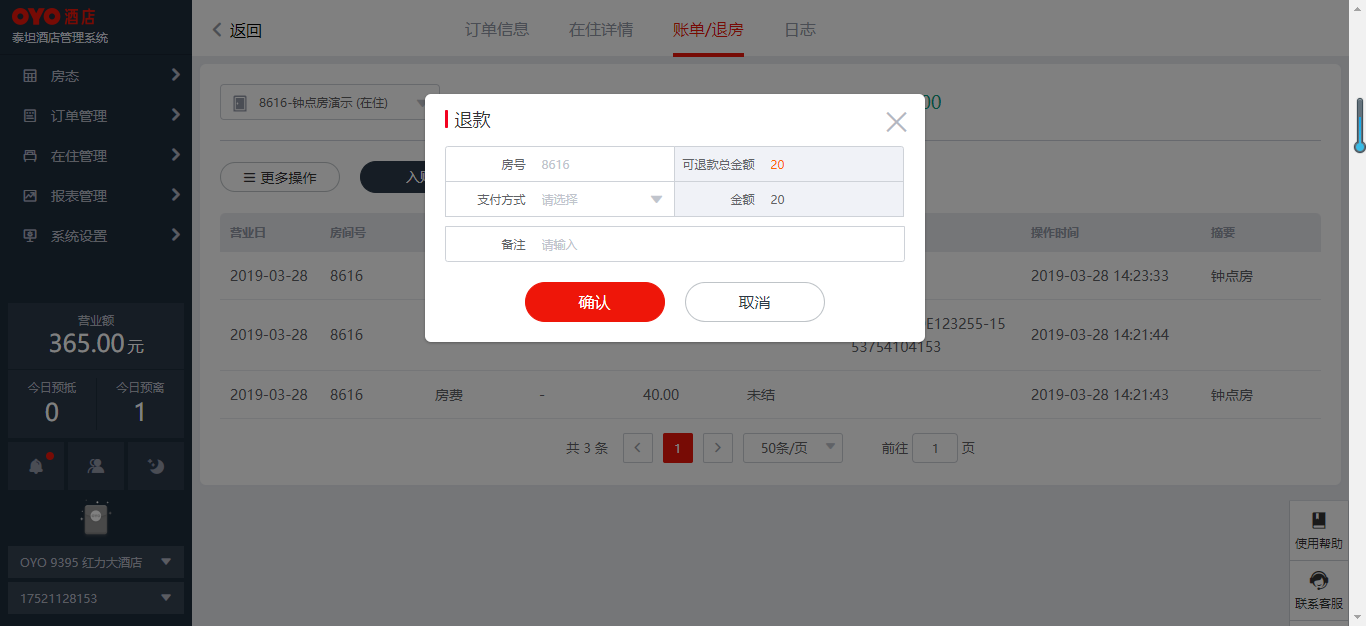 OYO 酒店
泰坦酒店管理系统
房态
订单管理
在住管理
报表管理
系统设置
营业额
365.00元
今日预抵 今日预离
0 1
OYO
OYO 9395 红力大酒店
17521128153
返回 订单信息 在住详情 账单/退房 日志
8616-钟点房演示 (在住)
更多操作
营业日 房间号 操作时间 摘要
2019-03-28 8616 2019-03-28 14:23:33 钟点房
2019-03-28 8616 E123255-15 2019-03-28 14:21:44
53754104153
2019-03-28 8616 房费 - 40.00 未结 2019-03-28 14:21:43 钟点房
共 3 条 1 50条/页 前往 1 页
退款
房号 8616 可退款总金额 20
支付方式 请选择 金额 20
备注 请输入
确认 取消
使用帮助
联系客服